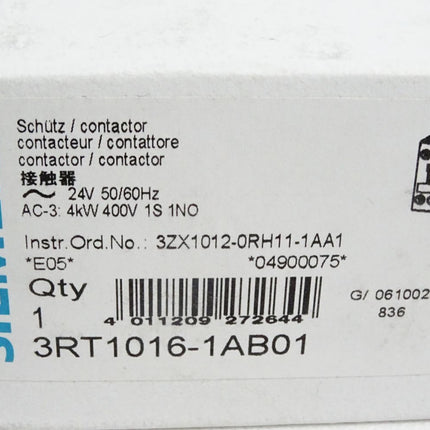 Schütz / contactor
contacteur / contattore
contactor / contactor
接触器
24V 50/60Hz
AC-3: 4kW 400V 1S 1NO
Instr.Ord.No.: 3ZX1012-0RH11-1AA1
*E05* *04900075*
Qty
1
4 011209 272644
G/ 061002
836
3RT1016-1AB01